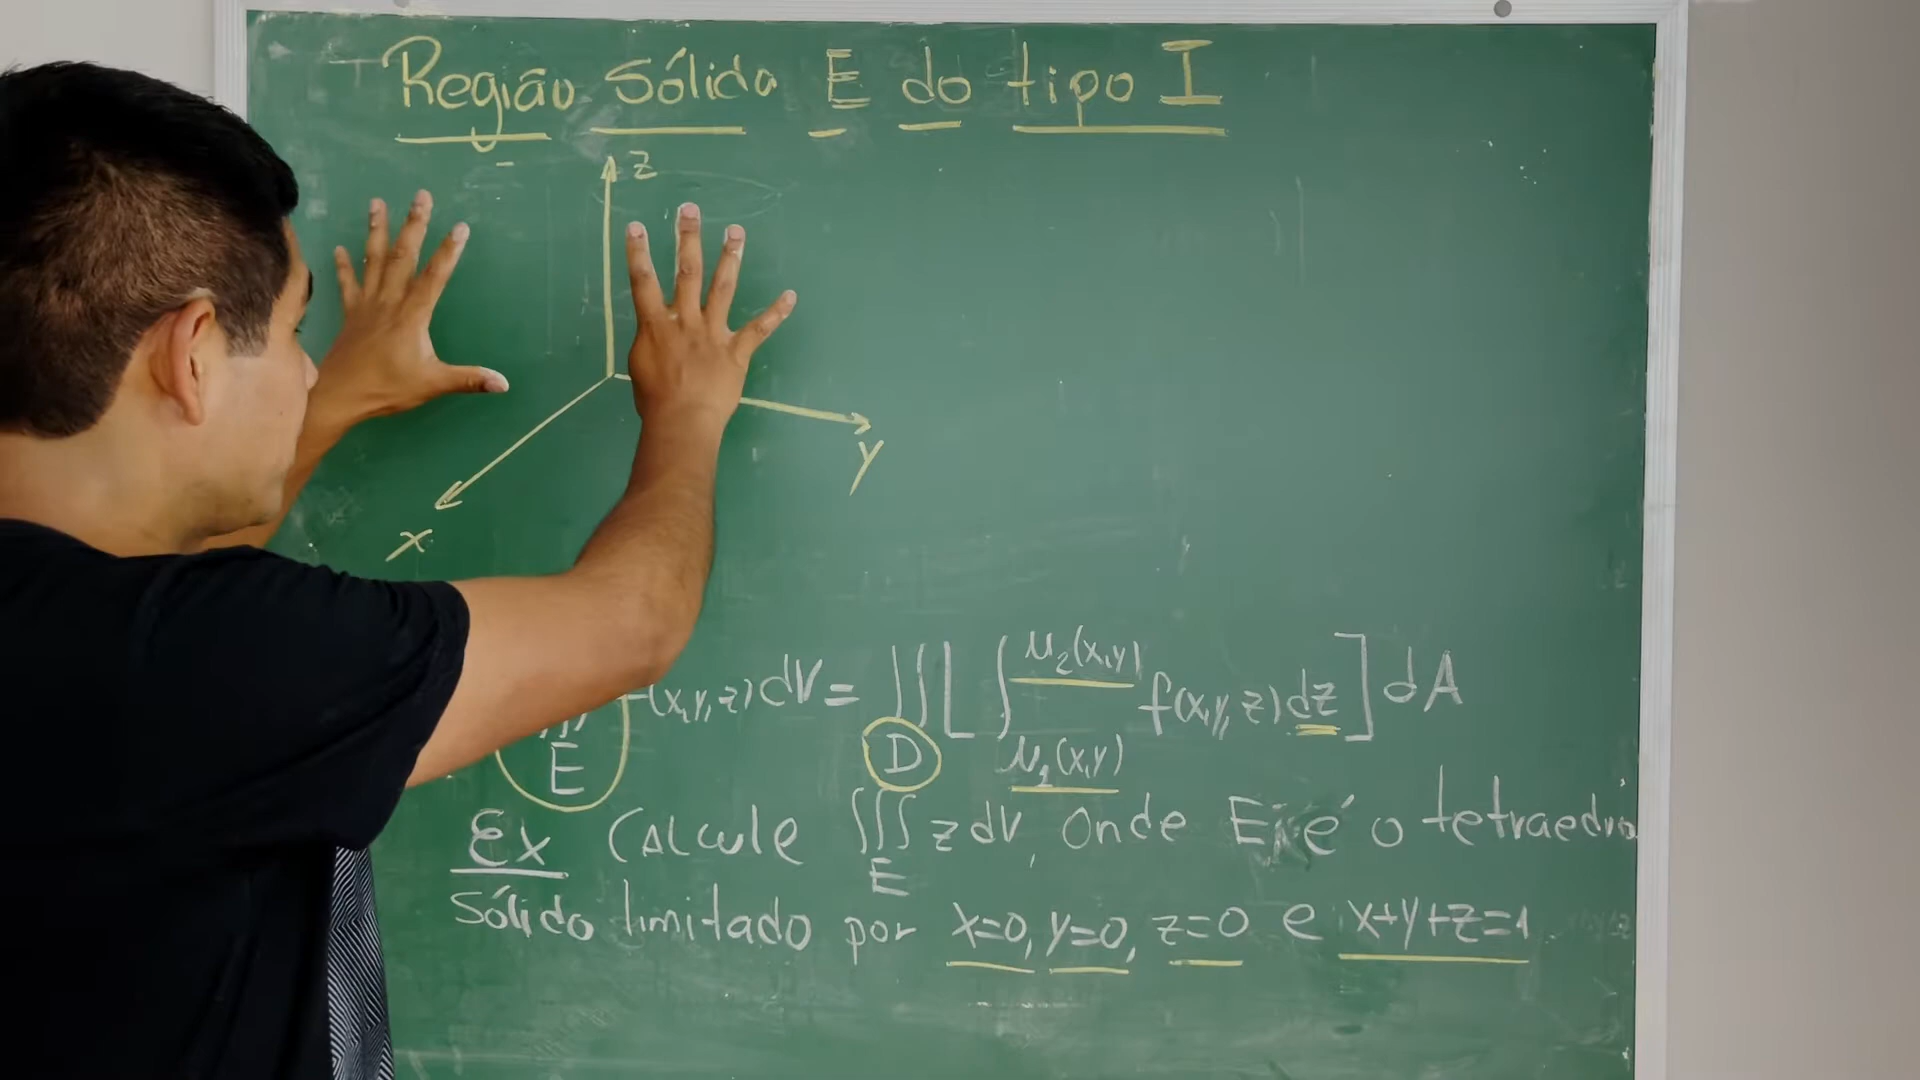 Região Sólida E do tipo I
z
y
x
(x,y,z)dV = ∬[∫ f(x,y,z)dz]dA
u₂(x,y)
E D u₁(x,y)
Ex Calcule ∭ z dV, Onde E é o tetraedro
E
Sólido limitado por x=0, y=0, z=0 e x+y+z=1